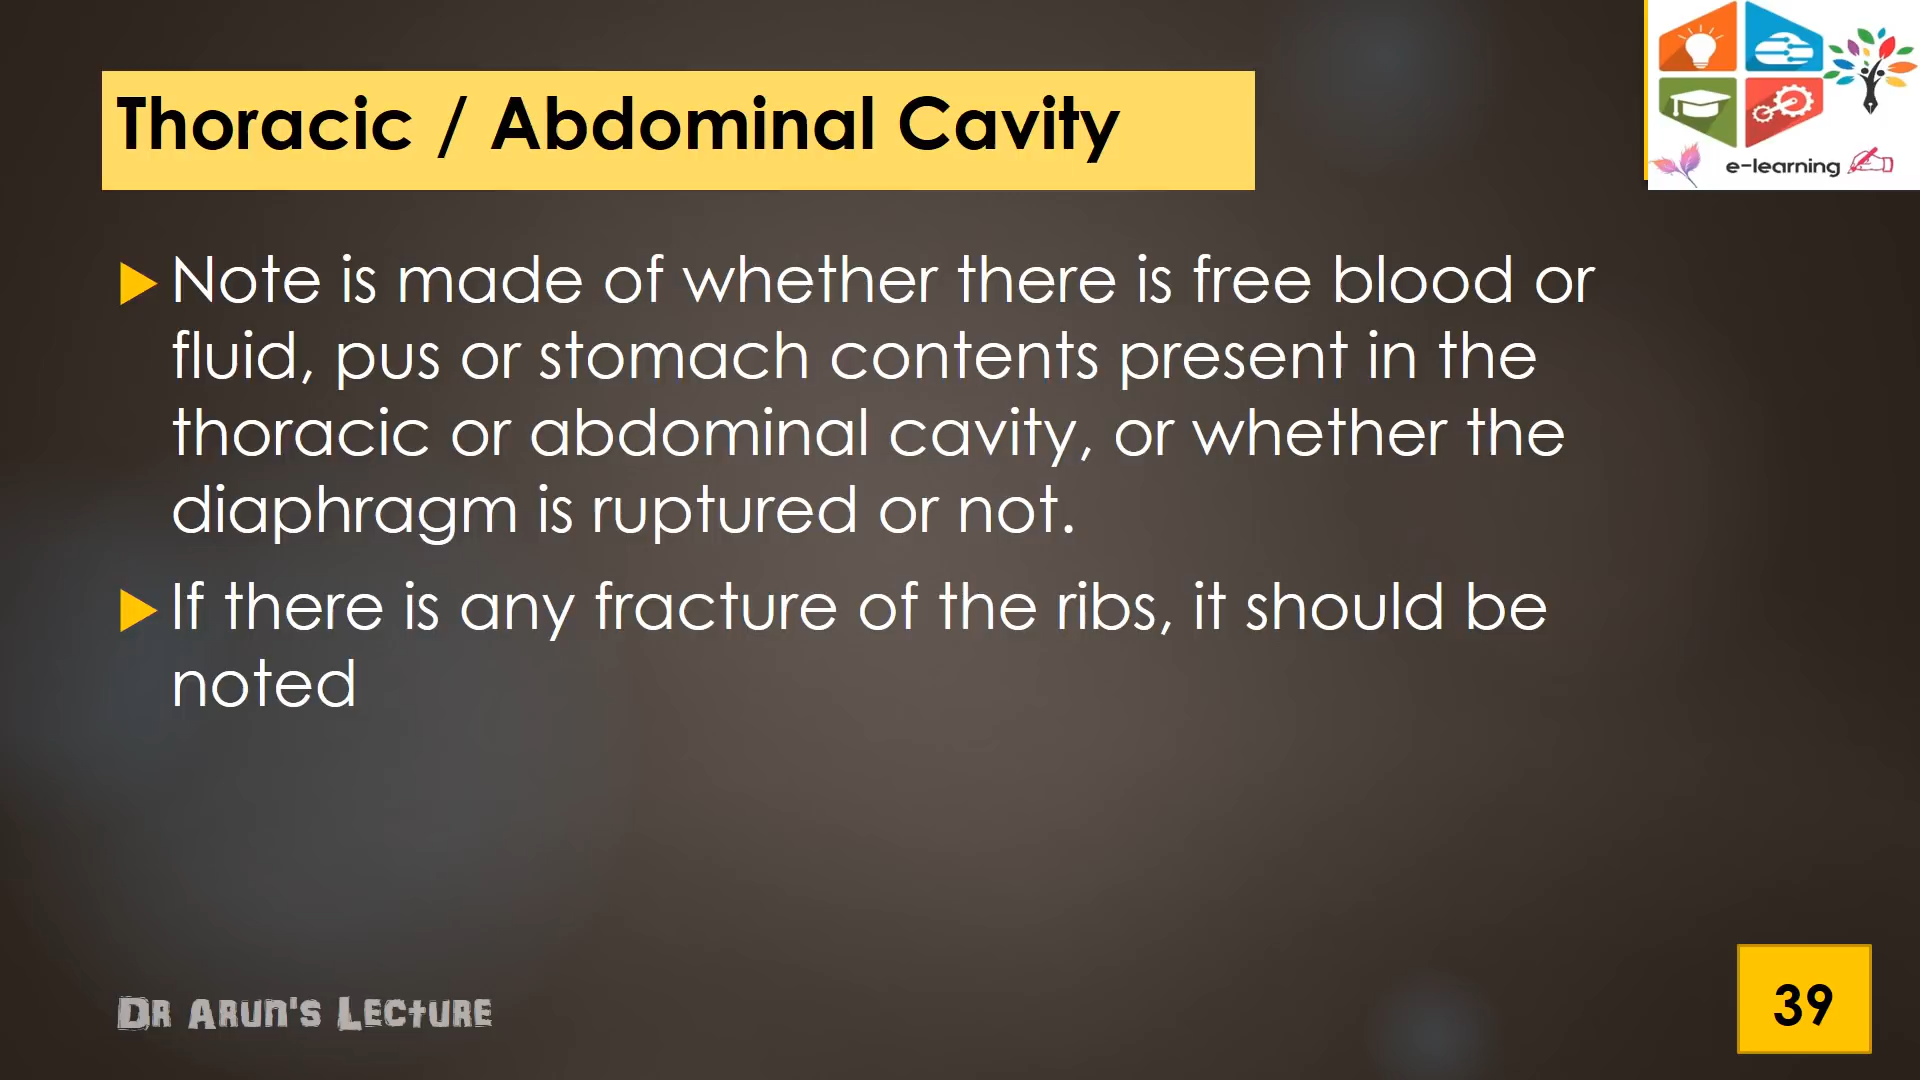 Thoracic / Abdominal Cavity
e-learning
Note is made of whether there is free blood or
fluid, pus or stomach contents present in the
thoracic or abdominal cavity, or whether the
diaphragm is ruptured or not.
If there is any fracture of the ribs, it should be
noted
Dr Arun's Lecture
39